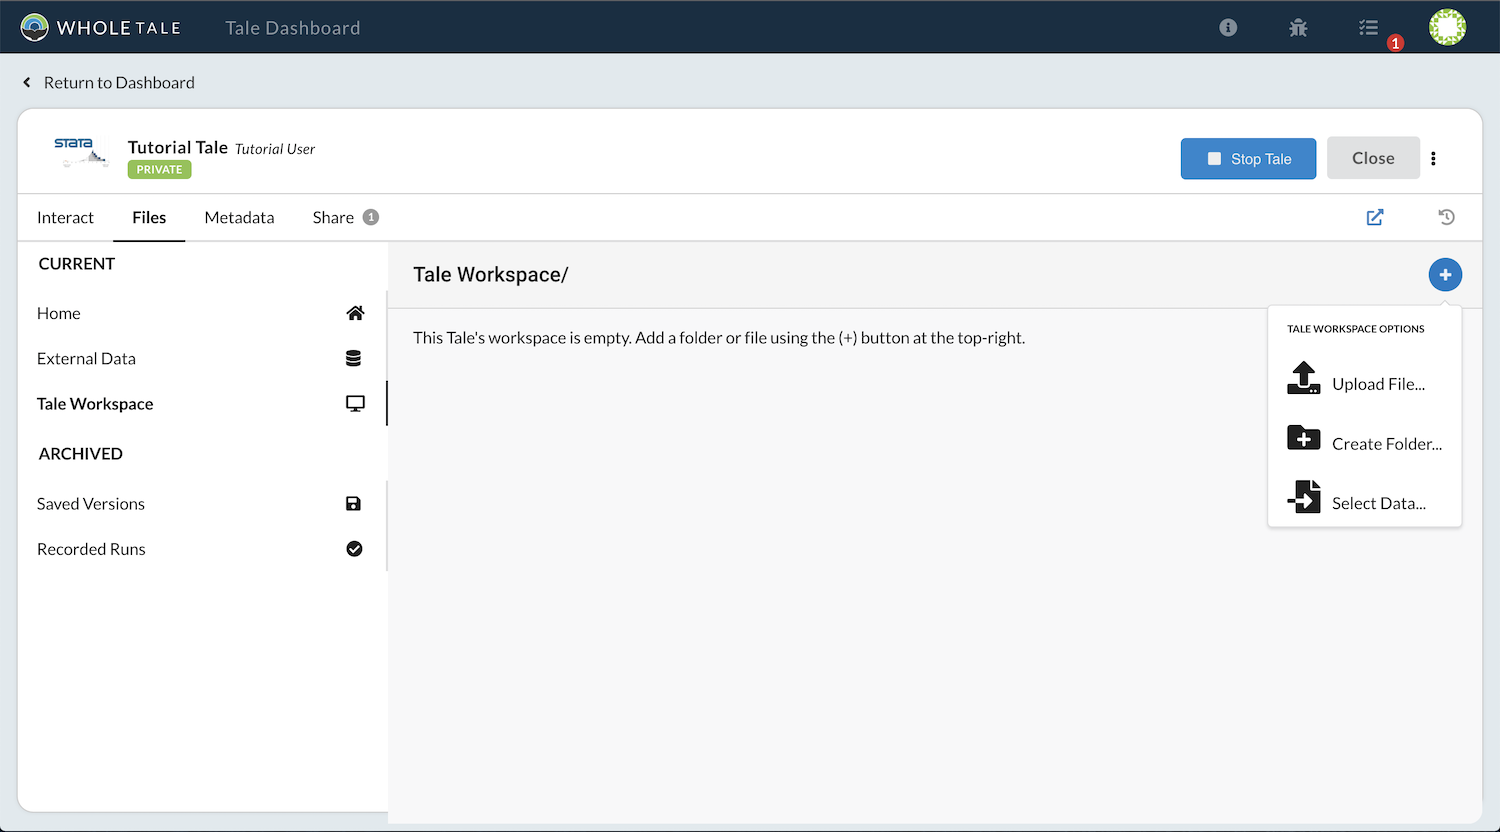 WHOLE TALE Tale Dashboard 1
Return to Dashboard
stata
Tutorial Tale Tutorial User
PRIVATE
Stop Tale Close
Interact Files Metadata Share 1
CURRENT
Home
External Data
Tale Workspace
ARCHIVED
Saved Versions
Recorded Runs
Tale Workspace/
This Tale's workspace is empty. Add a folder or file using the (+) button at the top-right.
TALE WORKSPACE OPTIONS
Upload File...
Create Folder...
Select Data...